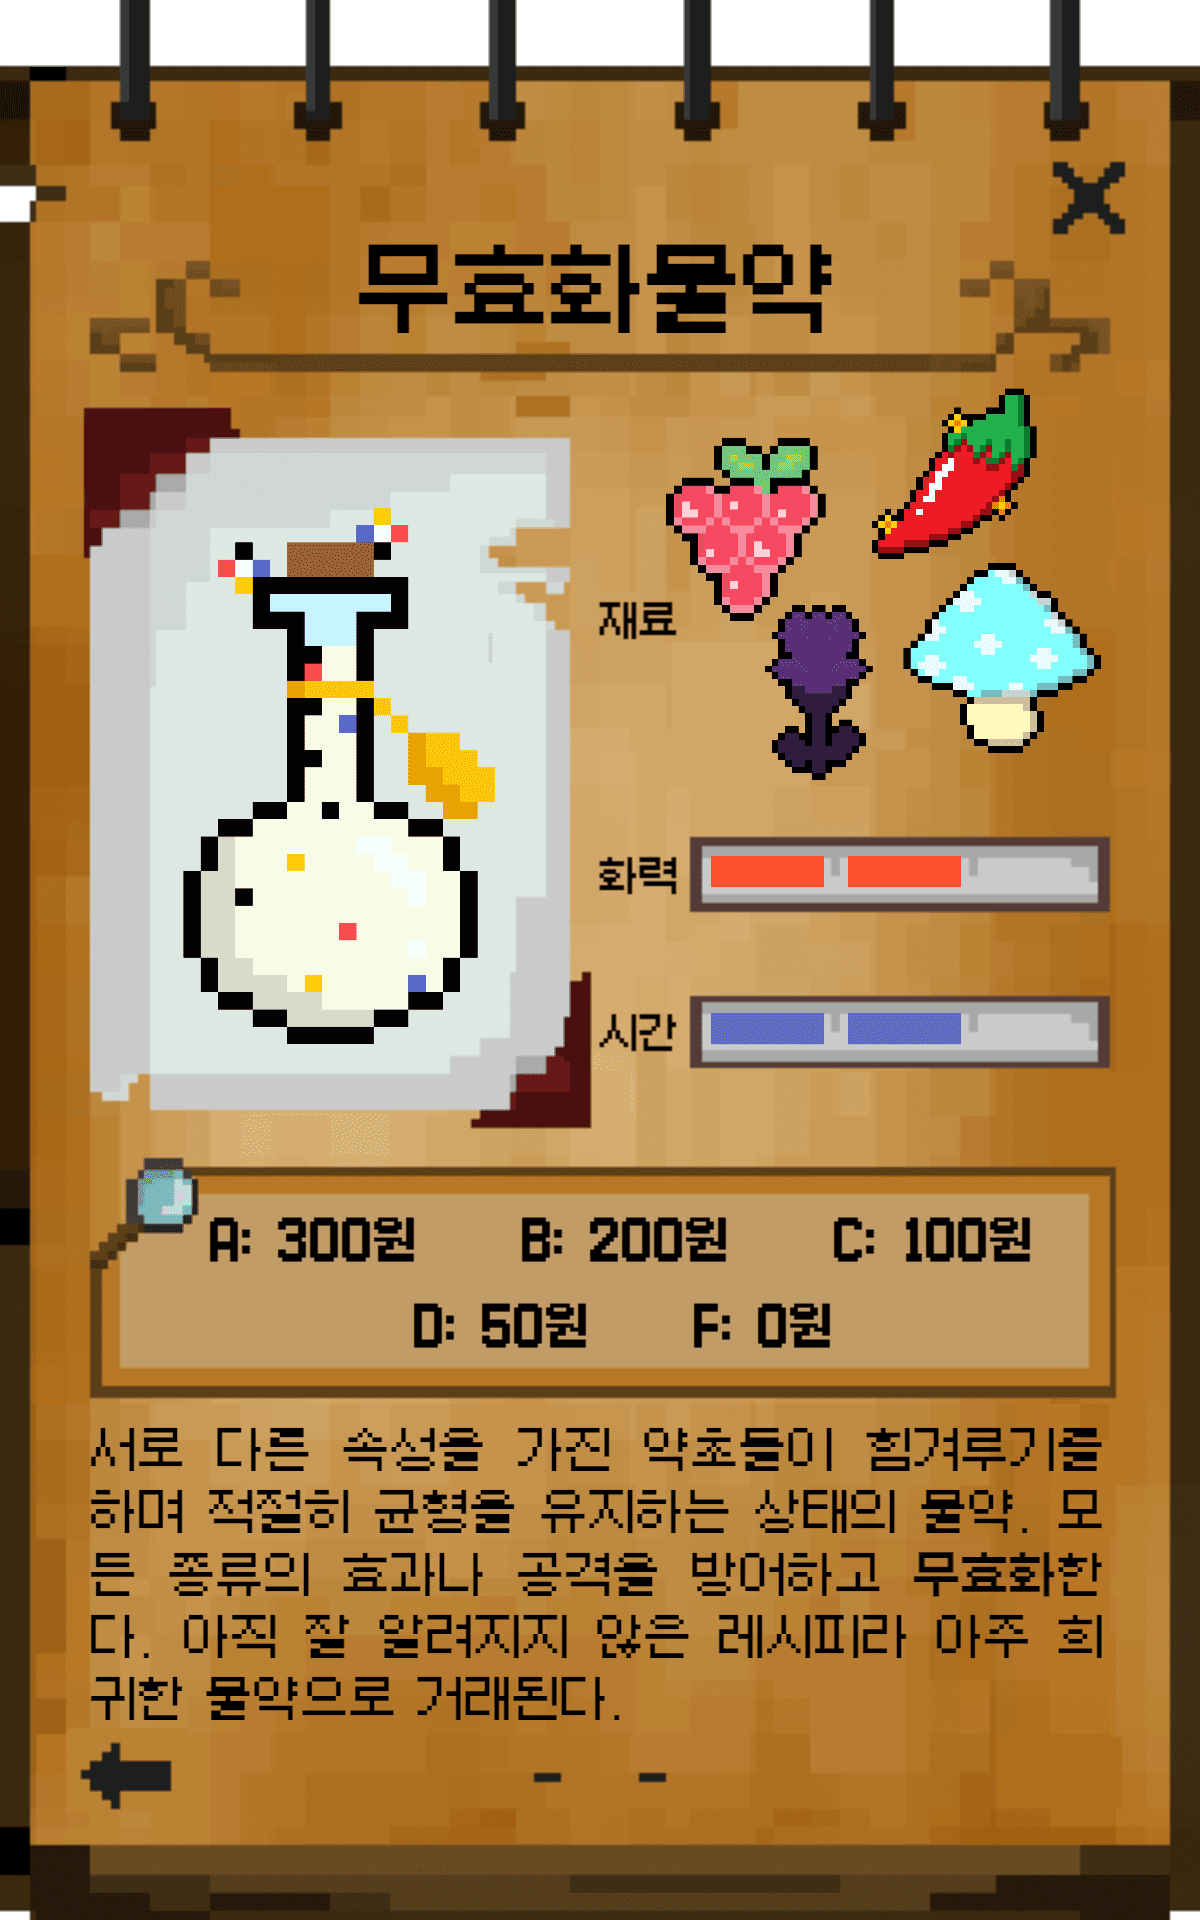 무효화물약
재료
화력
시간
A: 300원 B: 200원 C: 100원
D: 50원 F: 0원
서로 다른 속성을 가진 약초들이 힘겨루기를
하며 적절히 균형을 유지하는 상태의 물약. 모
든 종류의 효과나 공격을 방어하고 무효화한
다. 아직 잘 알려지지 않은 레시피라 아주 희
귀한 물약으로 거래된다.
- -